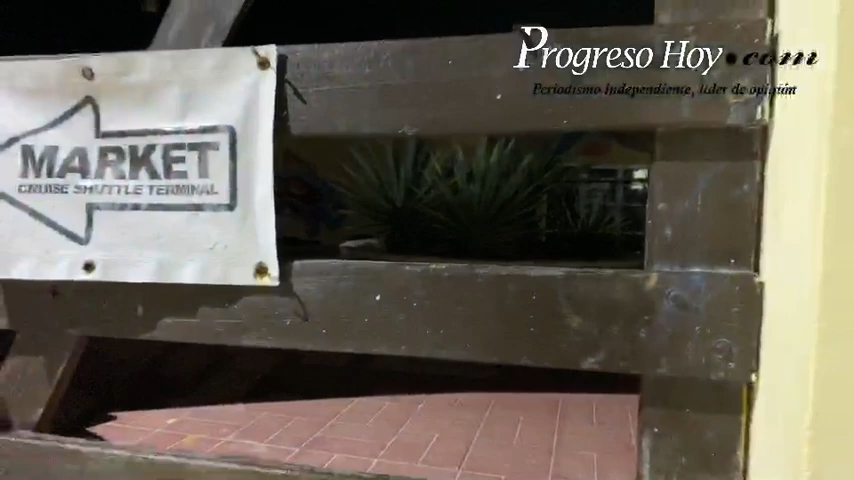 Progreso Hoy.com
Periodismo Independiente, líder de opinión
MARKET
CRUISE SHUTTLE TERMINAL